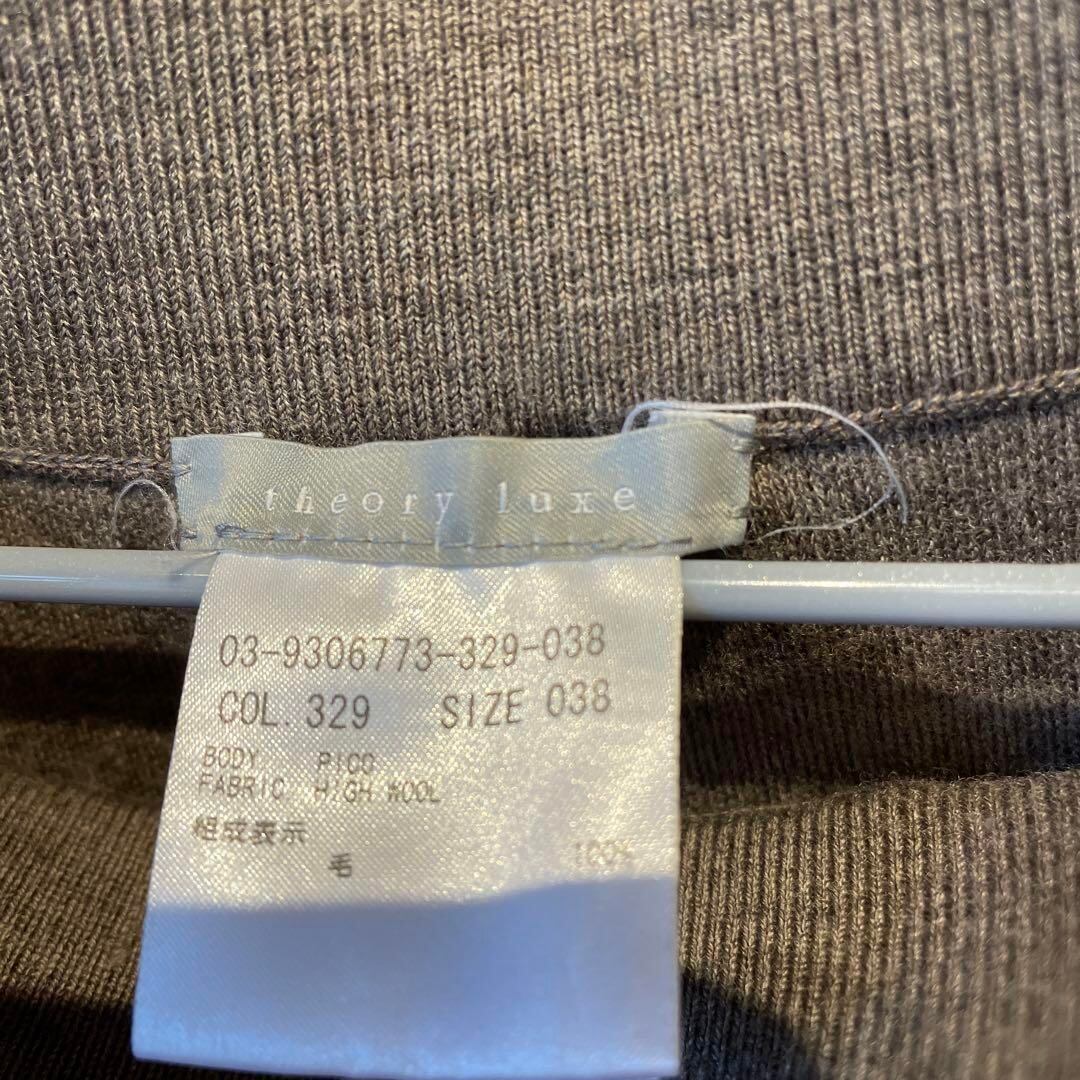 theory luxe
03-9306773-329-038
COL. 329 SIZE 038
BODY PICO
FABRIC HIGH WOOL
組成表示
毛 100%